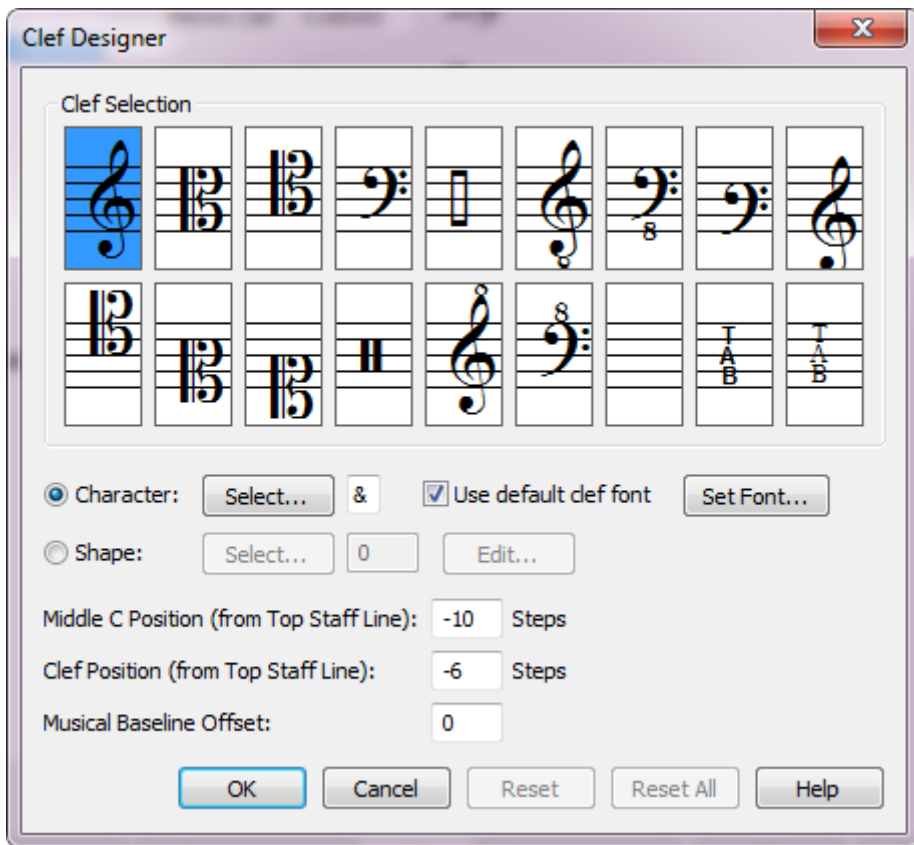 Clef Designer
Clef Selection
8
8
8
8
T
A
B
T
A
B
Character: Select... & Use default clef font Set Font...
Shape: Select... 0 Edit...
Middle C Position (from Top Staff Line): -10 Steps
Clef Position (from Top Staff Line): -6 Steps
Musical Baseline Offset: 0
OK Cancel Reset Reset All Help